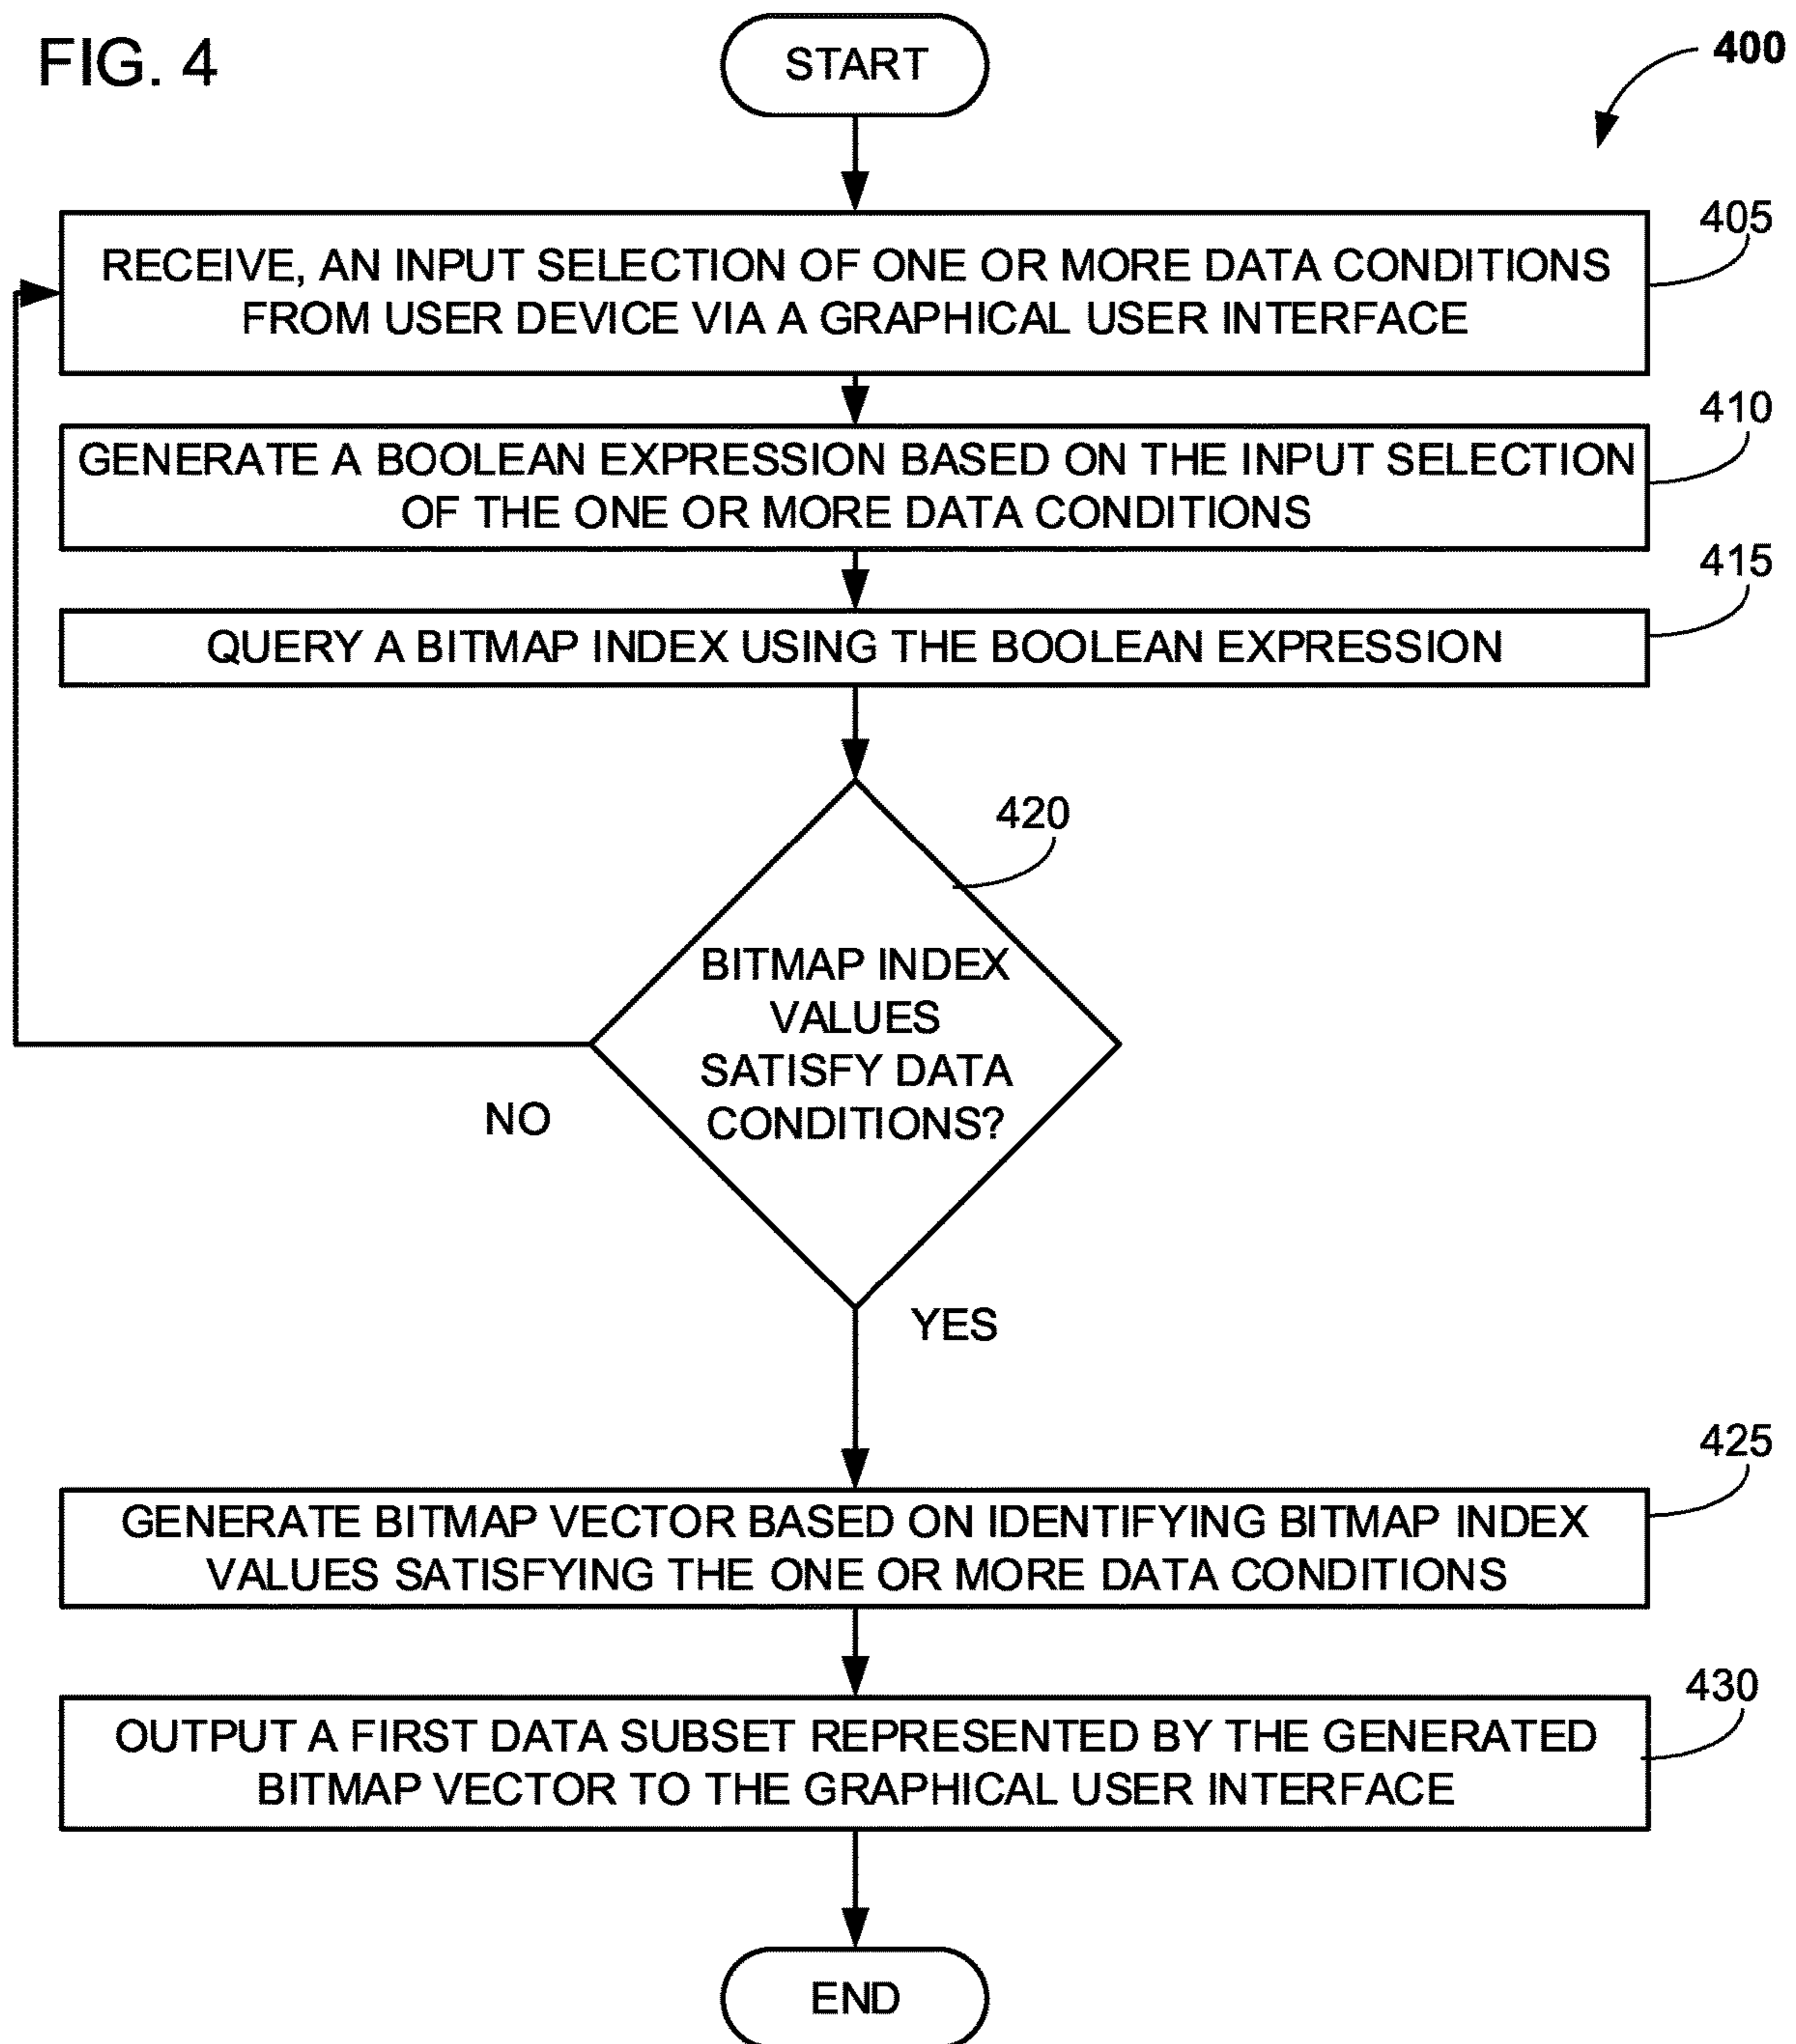 FIG. 4
START
400
405
RECEIVE, AN INPUT SELECTION OF ONE OR MORE DATA CONDITIONS
FROM USER DEVICE VIA A GRAPHICAL USER INTERFACE
410
GENERATE A BOOLEAN EXPRESSION BASED ON THE INPUT SELECTION
OF THE ONE OR MORE DATA CONDITIONS
415
QUERY A BITMAP INDEX USING THE BOOLEAN EXPRESSION
420
BITMAP INDEX
VALUES
SATISFY DATA
CONDITIONS?
NO
YES
425
GENERATE BITMAP VECTOR BASED ON IDENTIFYING BITMAP INDEX
VALUES SATISFYING THE ONE OR MORE DATA CONDITIONS
430
OUTPUT A FIRST DATA SUBSET REPRESENTED BY THE GENERATED
BITMAP VECTOR TO THE GRAPHICAL USER INTERFACE
END